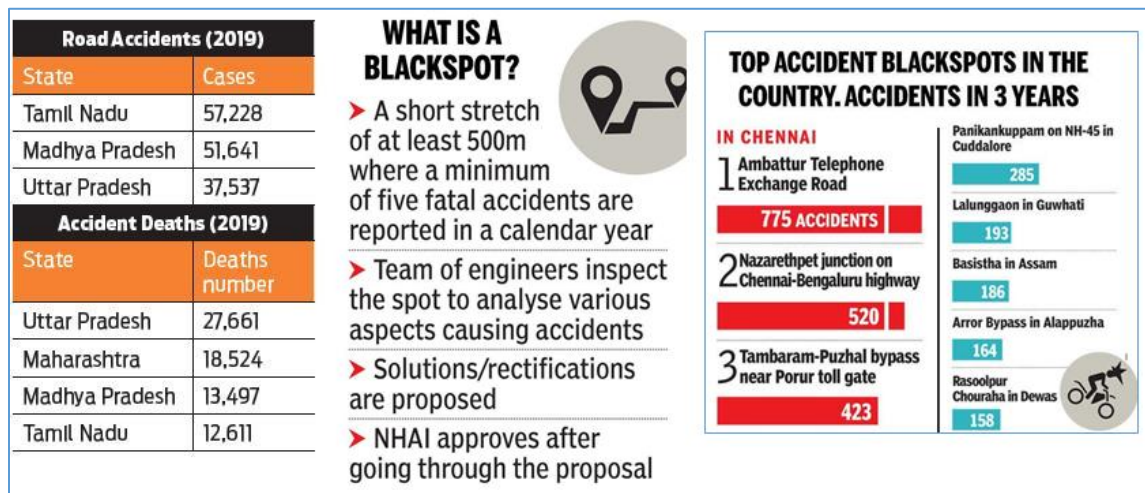 Road Accidents (2019)
State Cases
Tamil Nadu 57,228
Madhya Pradesh 51,641
Uttar Pradesh 37,537
Accident Deaths (2019)
State Deaths
number
Uttar Pradesh 27,661
Maharashtra 18,524
Madhya Pradesh 13,497
Tamil Nadu 12,611
WHAT IS A
BLACKSPOT?
➤ A short stretch
of at least 500m
where a minimum
of five fatal accidents are
reported in a calendar year
➤ Team of engineers inspect
the spot to analyse various
aspects causing accidents
➤ Solutions/rectifications
are proposed
➤ NHAI approves after
going through the proposal
TOP ACCIDENT BLACKSPOTS IN THE
COUNTRY. ACCIDENTS IN 3 YEARS
IN CHENNAI
1 Ambattur Telephone
Exchange Road
775 ACCIDENTS
2 Nazarethpet junction on
Chennai-Bengaluru highway
520
3 Tambaram-Puzhal bypass
near Porur toll gate
423
Panikankuppam on NH-45 in
Cuddalore
285
Lalunggaon in Guwhati
193
Basistha in Assam
186
Arror Bypass in Alappuzha
164
Rasoolpur
Chouraha in Dewas
158